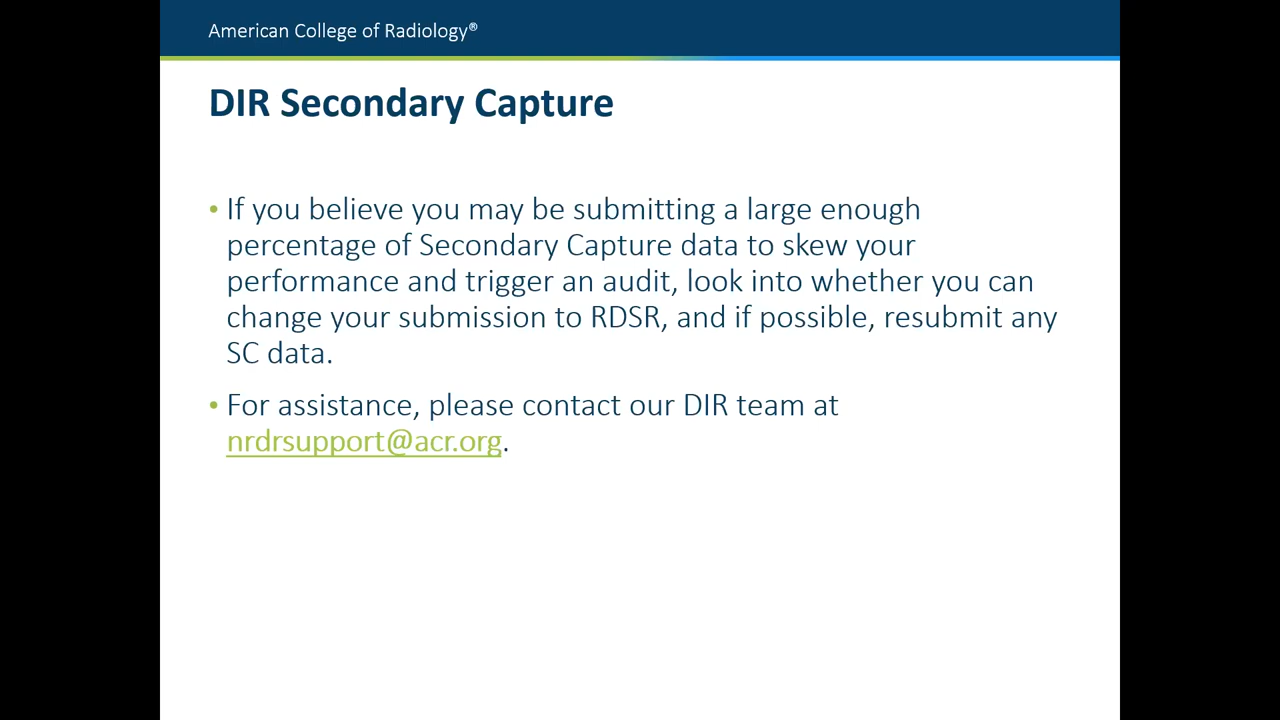 American College of Radiology®
DIR Secondary Capture
• If you believe you may be submitting a large enough
percentage of Secondary Capture data to skew your
performance and trigger an audit, look into whether you can
change your submission to RDSR, and if possible, resubmit any
SC data.
• For assistance, please contact our DIR team at
nrdrsupport@acr.org.